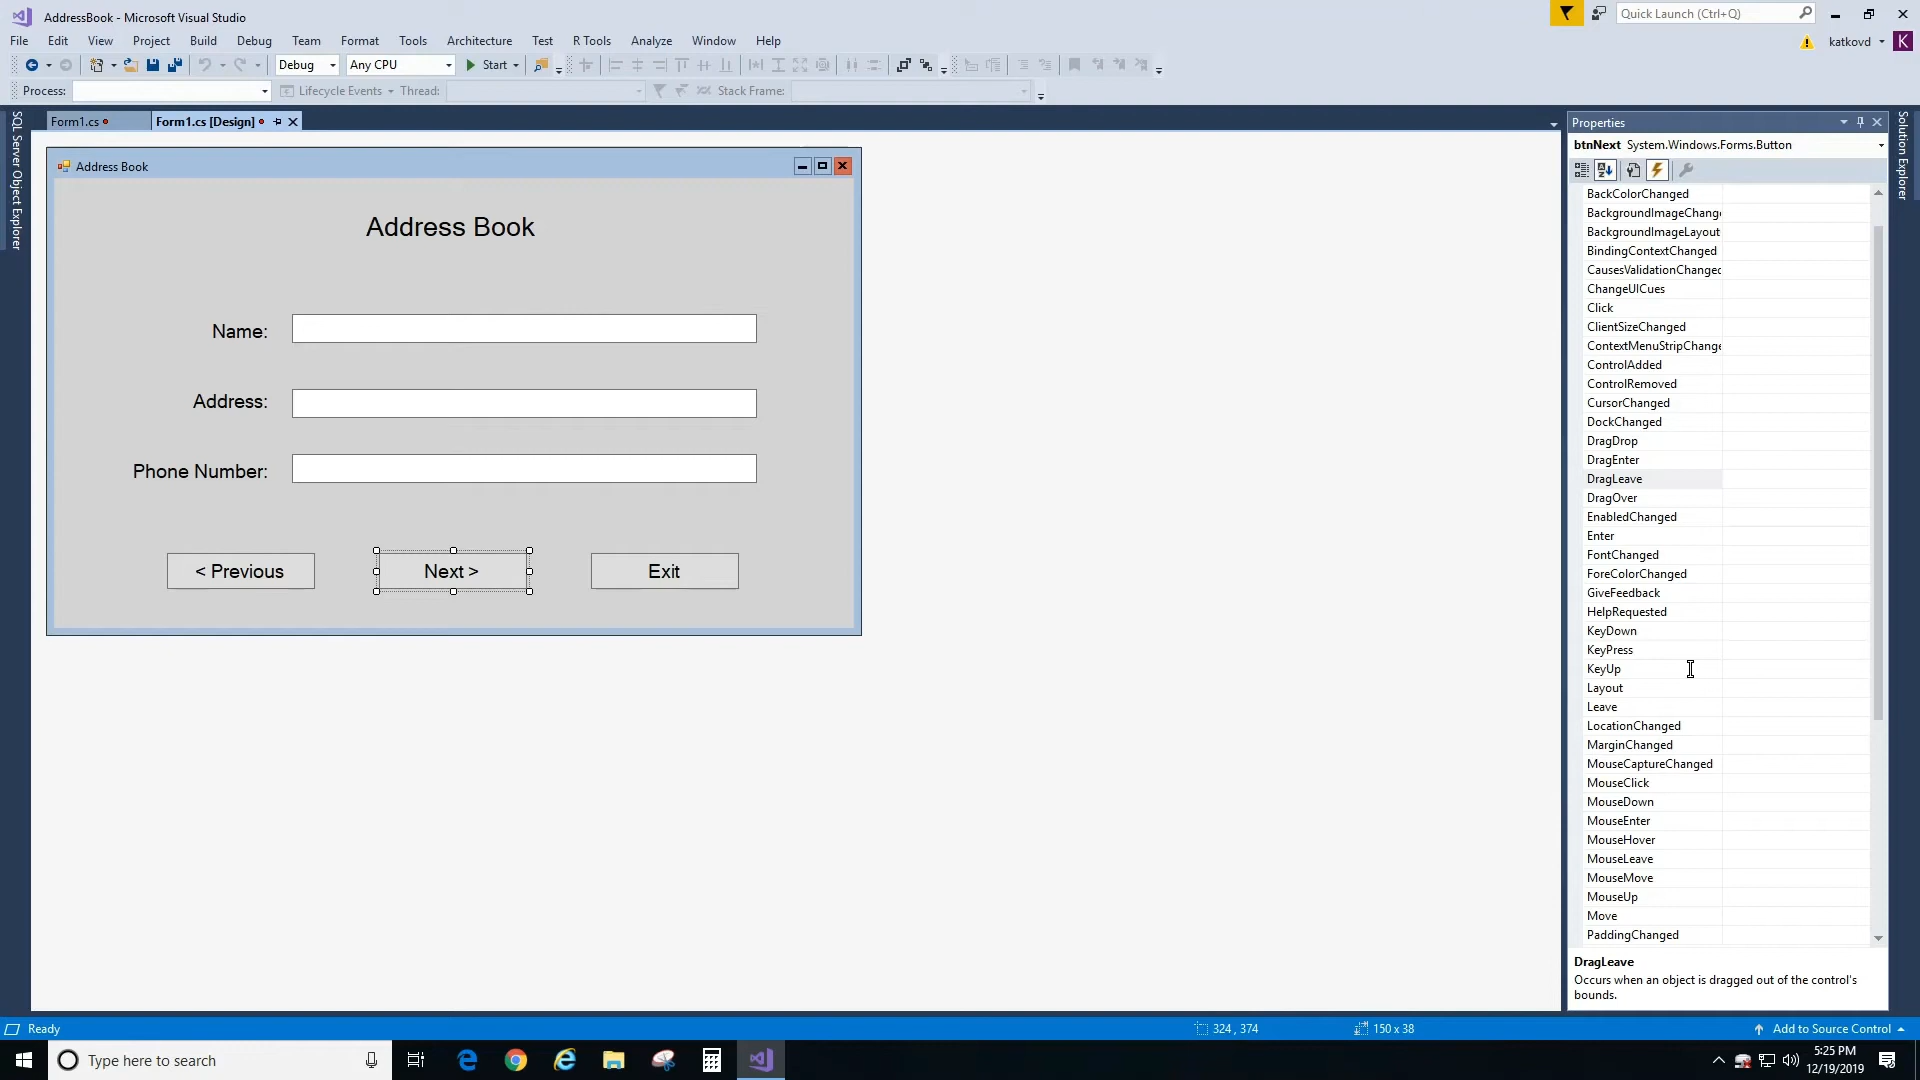 AddressBook - Microsoft Visual Studio
Quick Launch (Ctrl+Q)
File Edit View Project Build Debug Team Format Tools Architecture Test R Tools Analyze Window Help
katkovd K
Debug Any CPU Start
Process: Lifecycle Events Thread: Stack Frame:
SQL Server Object Explorer
Form1.cs Form1.cs [Design]
Address Book
Address Book
Name:
Address:
Phone Number:
< Previous Next > Exit
Properties
btnNext System.Windows.Forms.Button
BackColorChanged
BackgroundImageChange
BackgroundImageLayout
BindingContextChanged
CausesValidationChanged
ChangeUICues
Click
ClientSizeChanged
ContextMenuStripChange
ControlAdded
ControlRemoved
CursorChanged
DockChanged
DragDrop
DragEnter
DragLeave
DragOver
EnabledChanged
Enter
FontChanged
ForeColorChanged
GiveFeedback
HelpRequested
KeyDown
KeyPress
KeyUp
Layout
Leave
LocationChanged
MarginChanged
MouseCaptureChanged
MouseClick
MouseDown
MouseEnter
MouseHover
MouseLeave
MouseMove
MouseUp
Move
PaddingChanged
DragLeave
Occurs when an object is dragged out of the control's
bounds.
Solution Explorer
Ready 324 , 374 150 x 38 Add to Source Control
Type here to search
5:25 PM
12/19/2019